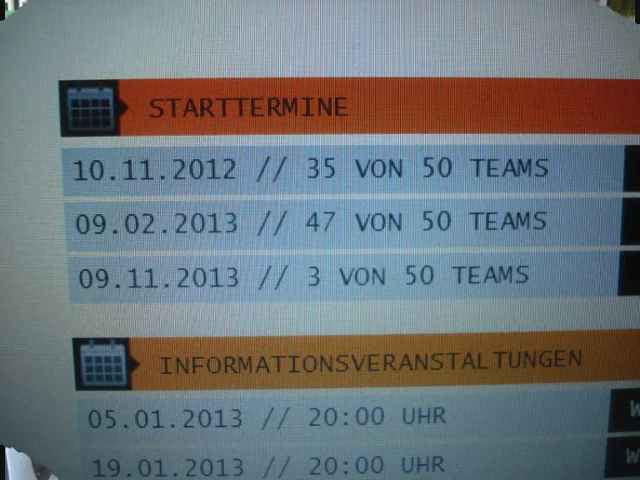 STARTTERMINE
10.11.2012 // 35 VON 50 TEAMS
09.02.2013 // 47 VON 50 TEAMS
09.11.2013 // 3 VON 50 TEAMS
INFORMATIONSVERANSTALTUNGEN
05.01.2013 // 20:00 UHR
W
19.01.2013 // 20:00 UHR
W